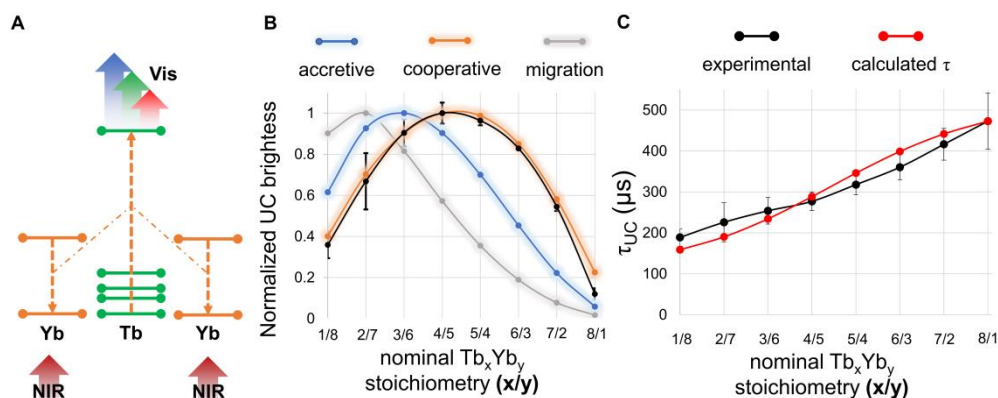 A
Vis
Yb
Tb
Yb
NIR
NIR
B
accretive
cooperative
migration
Normalized UC brightess
1
0.8
0.6
0.4
0.2
0
1/8
2/7
3/6
4/5
5/4
6/3
7/2
8/1
nominal TbxYby
stoichiometry (x/y)
C
experimental
calculated τ
τUC (µs)
500
400
300
200
100
0
1/8
2/7
3/6
4/5
5/4
6/3
7/2
8/1
nominal TbxYby
stoichiometry (x/y)